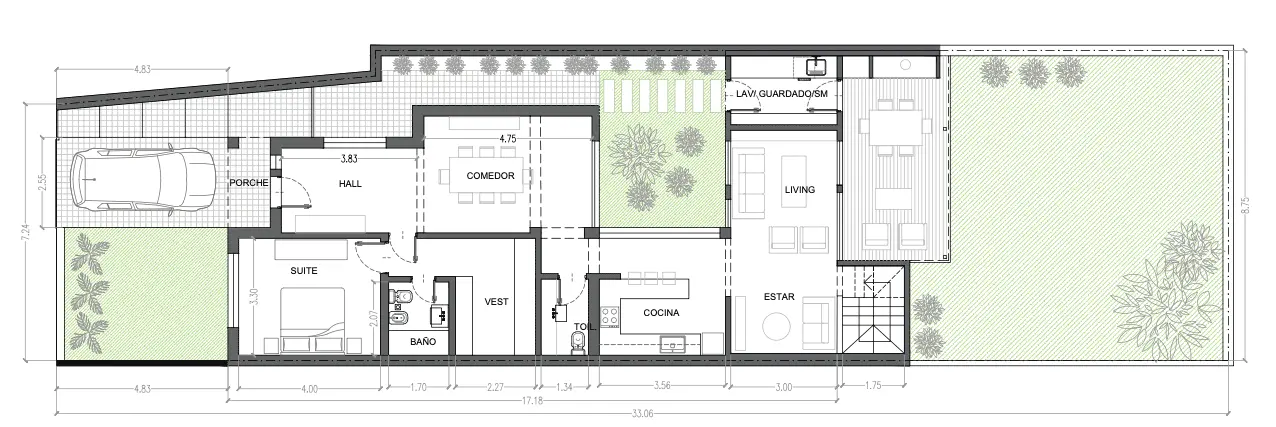 4.83
LAV/ GUARDADO/SM
4.75
3.83
2.55
PORCHE
HALL
COMEDOR
LIVING
7.24
8.75
SUITE
3.30
VEST
ESTAR
2.07
COCINA
TOIL.
BAÑO
4.83
4.00
1.70
2.27
1.34
3.56
3.00
1.75
17.18
33.06